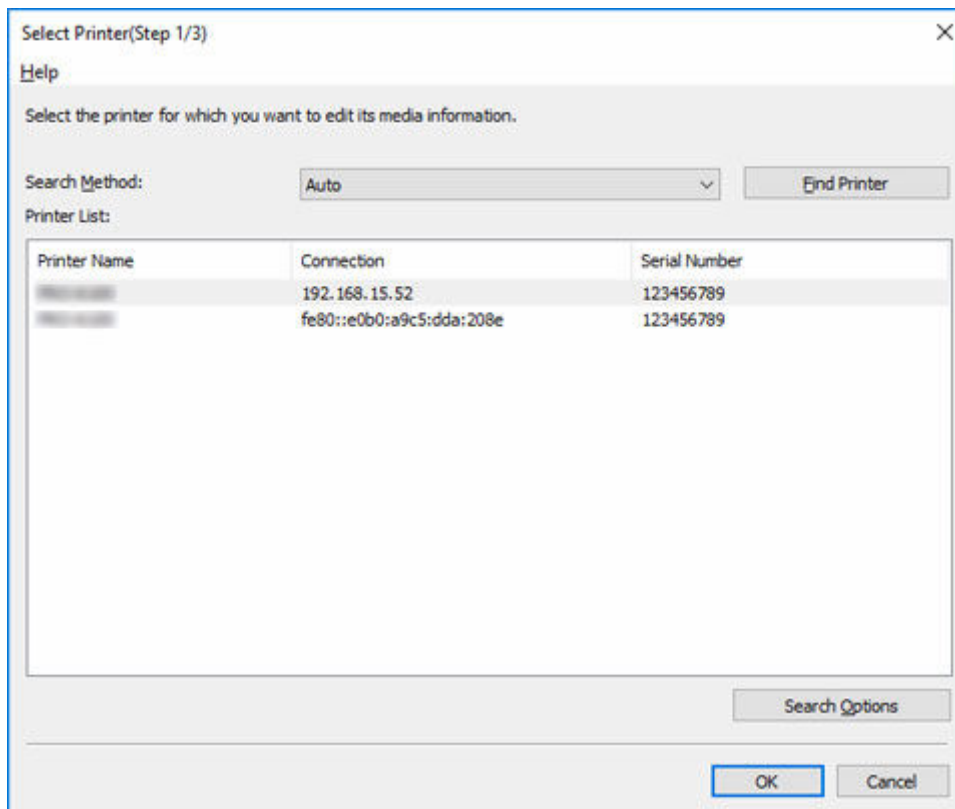 Select Printer(Step 1/3)
Help
Select the printer for which you want to edit its media information.
Search Method: Auto Find Printer
Printer List:
Printer Name Connection Serial Number
192.168.15.52 123456789
fe80::e0b0:a9c5:dda:208e 123456789
Search Options
OK Cancel